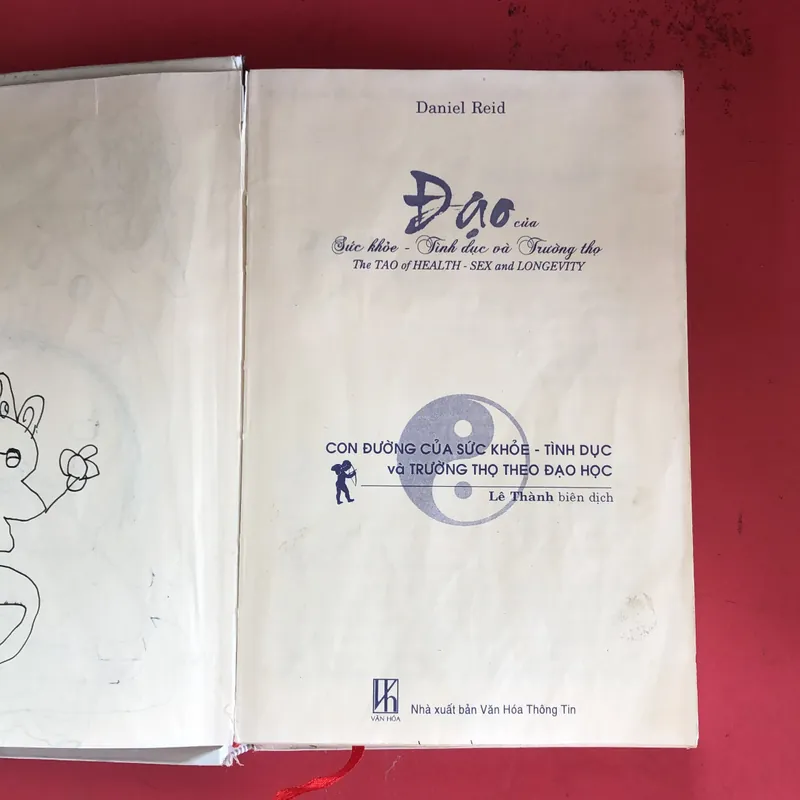 Daniel Reid
Đạo của
Sức khỏe - Tình dục và Trường thọ
The TAO of HEALTH - SEX and LONGEVITY
CON ĐƯỜNG CỦA SỨC KHỎE - TÌNH DỤC
và TRƯỜNG THỌ THEO ĐẠO HỌC
Lê Thành biên dịch
VĂN HÓA
Nhà xuất bản Văn Hóa Thông Tin